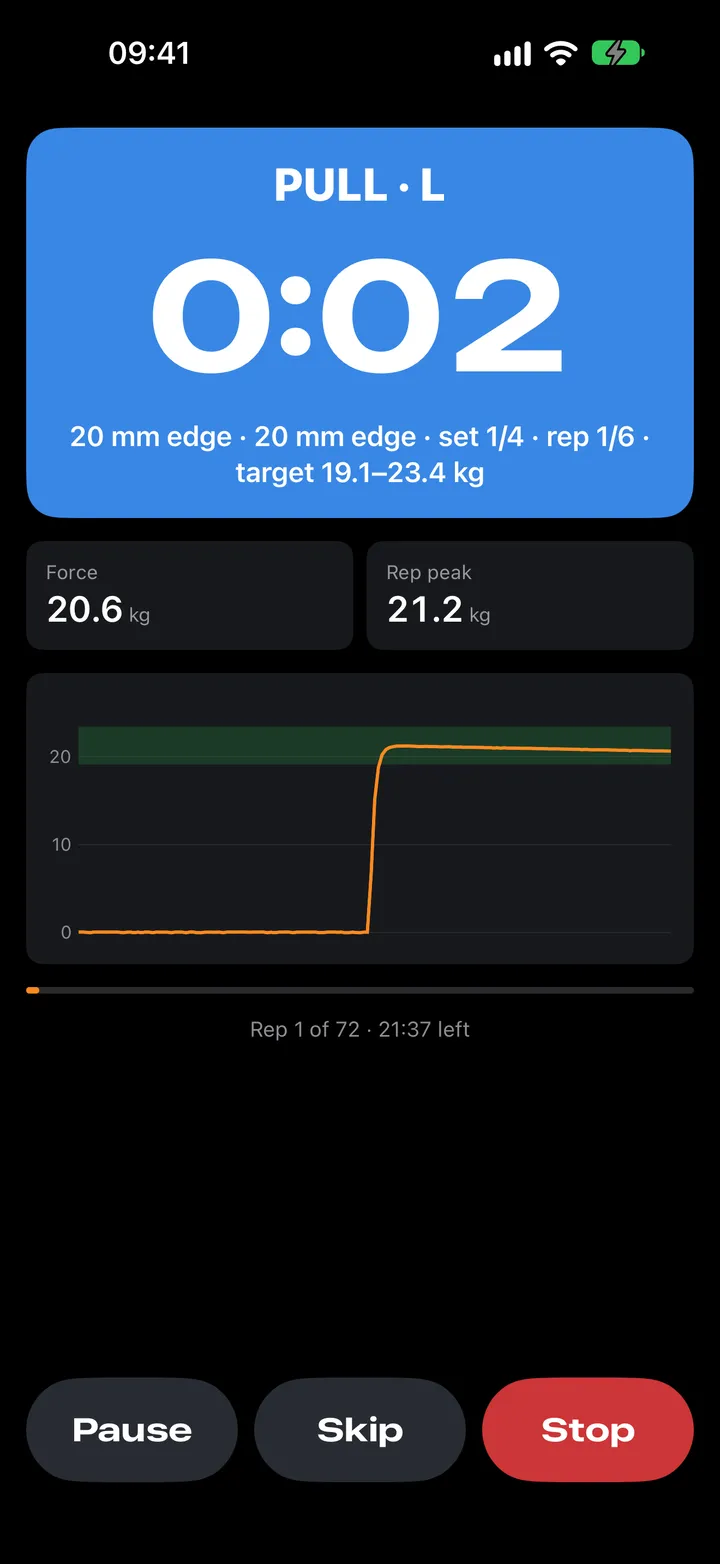 09:41
PULL · L
0:02
20 mm edge · 20 mm edge · set 1/4 · rep 1/6 ·
target 19.1–23.4 kg
Force
20.6 kg
Rep peak
21.2 kg
20
10
0
Rep 1 of 72 · 21:37 left
Pause
Skip
Stop